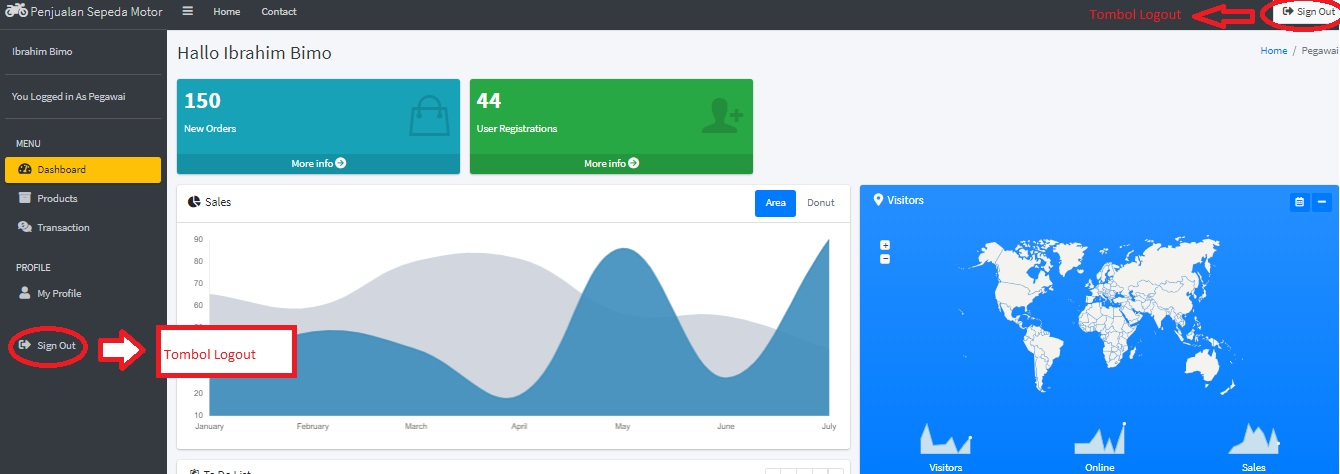 Penjualan Sepeda Motor
Home
Contact
Tombol Logout
Sign Out
Ibrahim Bimo
You Logged in As Pegawai
MENU
Dashboard
Products
Transaction
PROFILE
My Profile
Sign Out
Tombol Logout
Hallo Ibrahim Bimo
Home / Pegawai
150
New Orders
More info
44
User Registrations
More info
Sales
Area
Donut
90
80
70
60
20
10
January
February
March
April
May
June
July
Visitors
+
−
Visitors
Online
Sales
To Do List